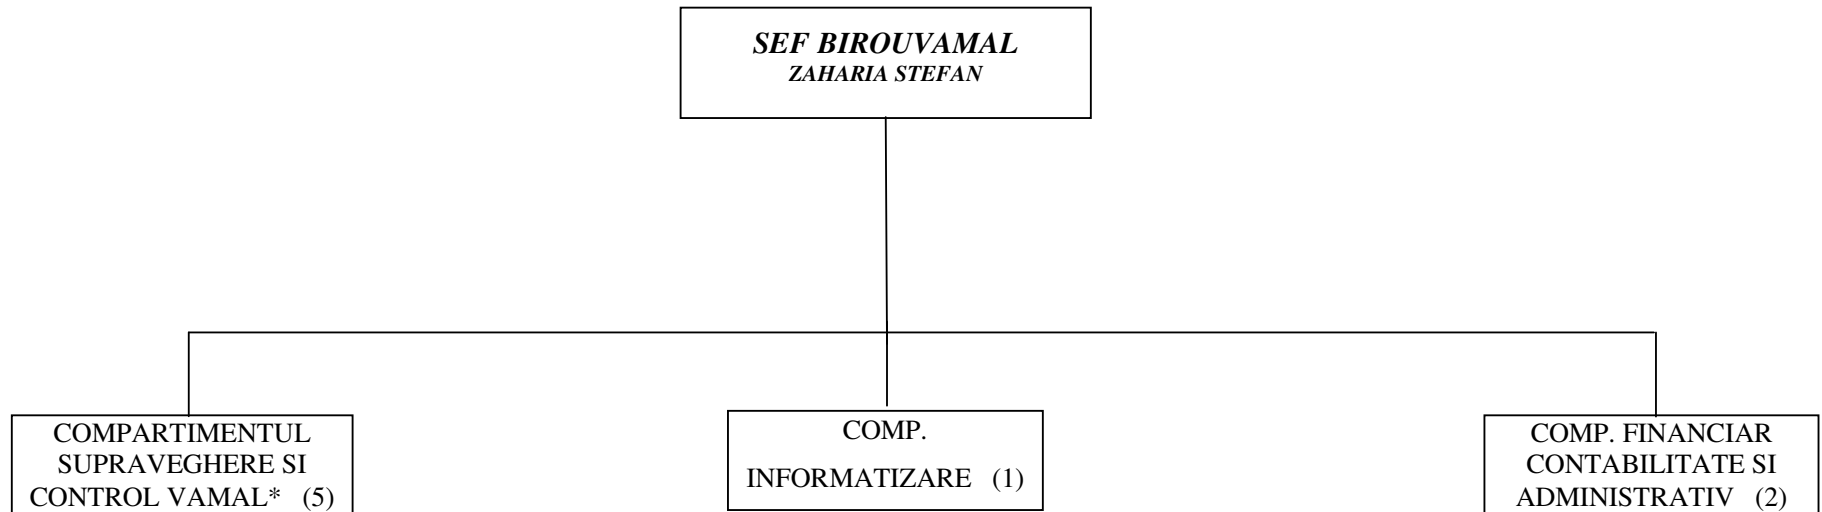 SEF BIROUVAMAL
ZAHARIA STEFAN
COMPARTIMENTUL
SUPRAVEGHERE SI
CONTROL VAMAL* (5)
COMP.
INFORMATIZARE (1)
COMP. FINANCIAR
CONTABILITATE SI
ADMINISTRATIV (2)